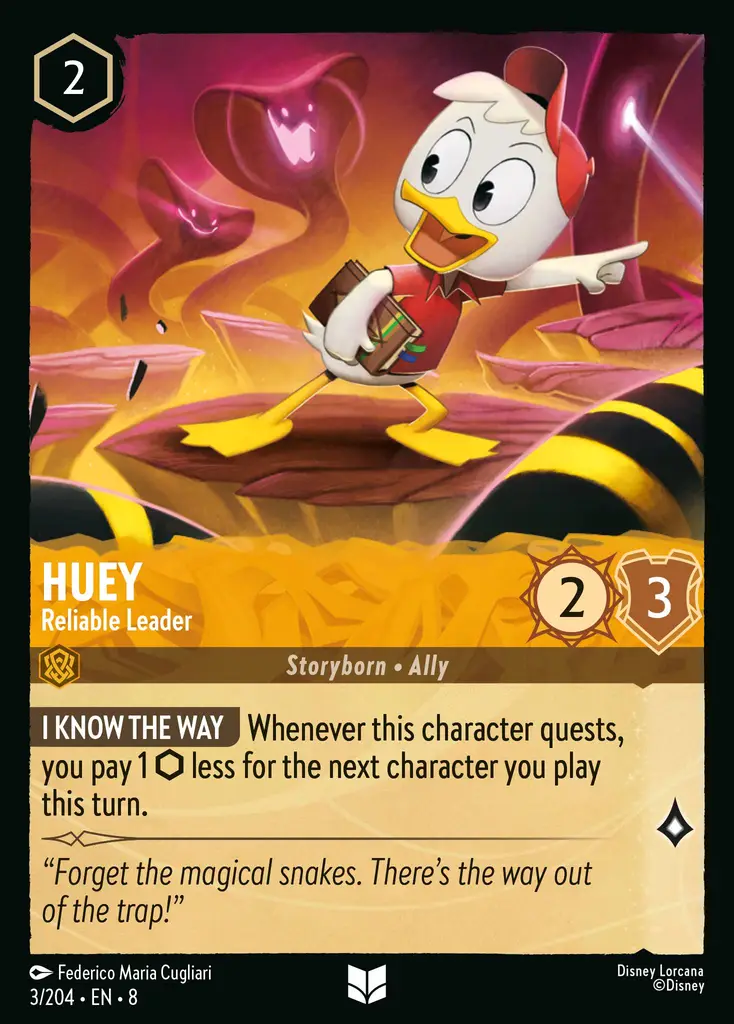 2
HUEY
Reliable Leader
2
3
Storyborn • Ally
I KNOW THE WAY Whenever this character quests,
you pay 1 ⬡ less for the next character you play
this turn.
“Forget the magical snakes. There’s the way out
of the trap!”
Federico Maria Cugliari
3/204 • EN • 8
Disney Lorcana
©Disney